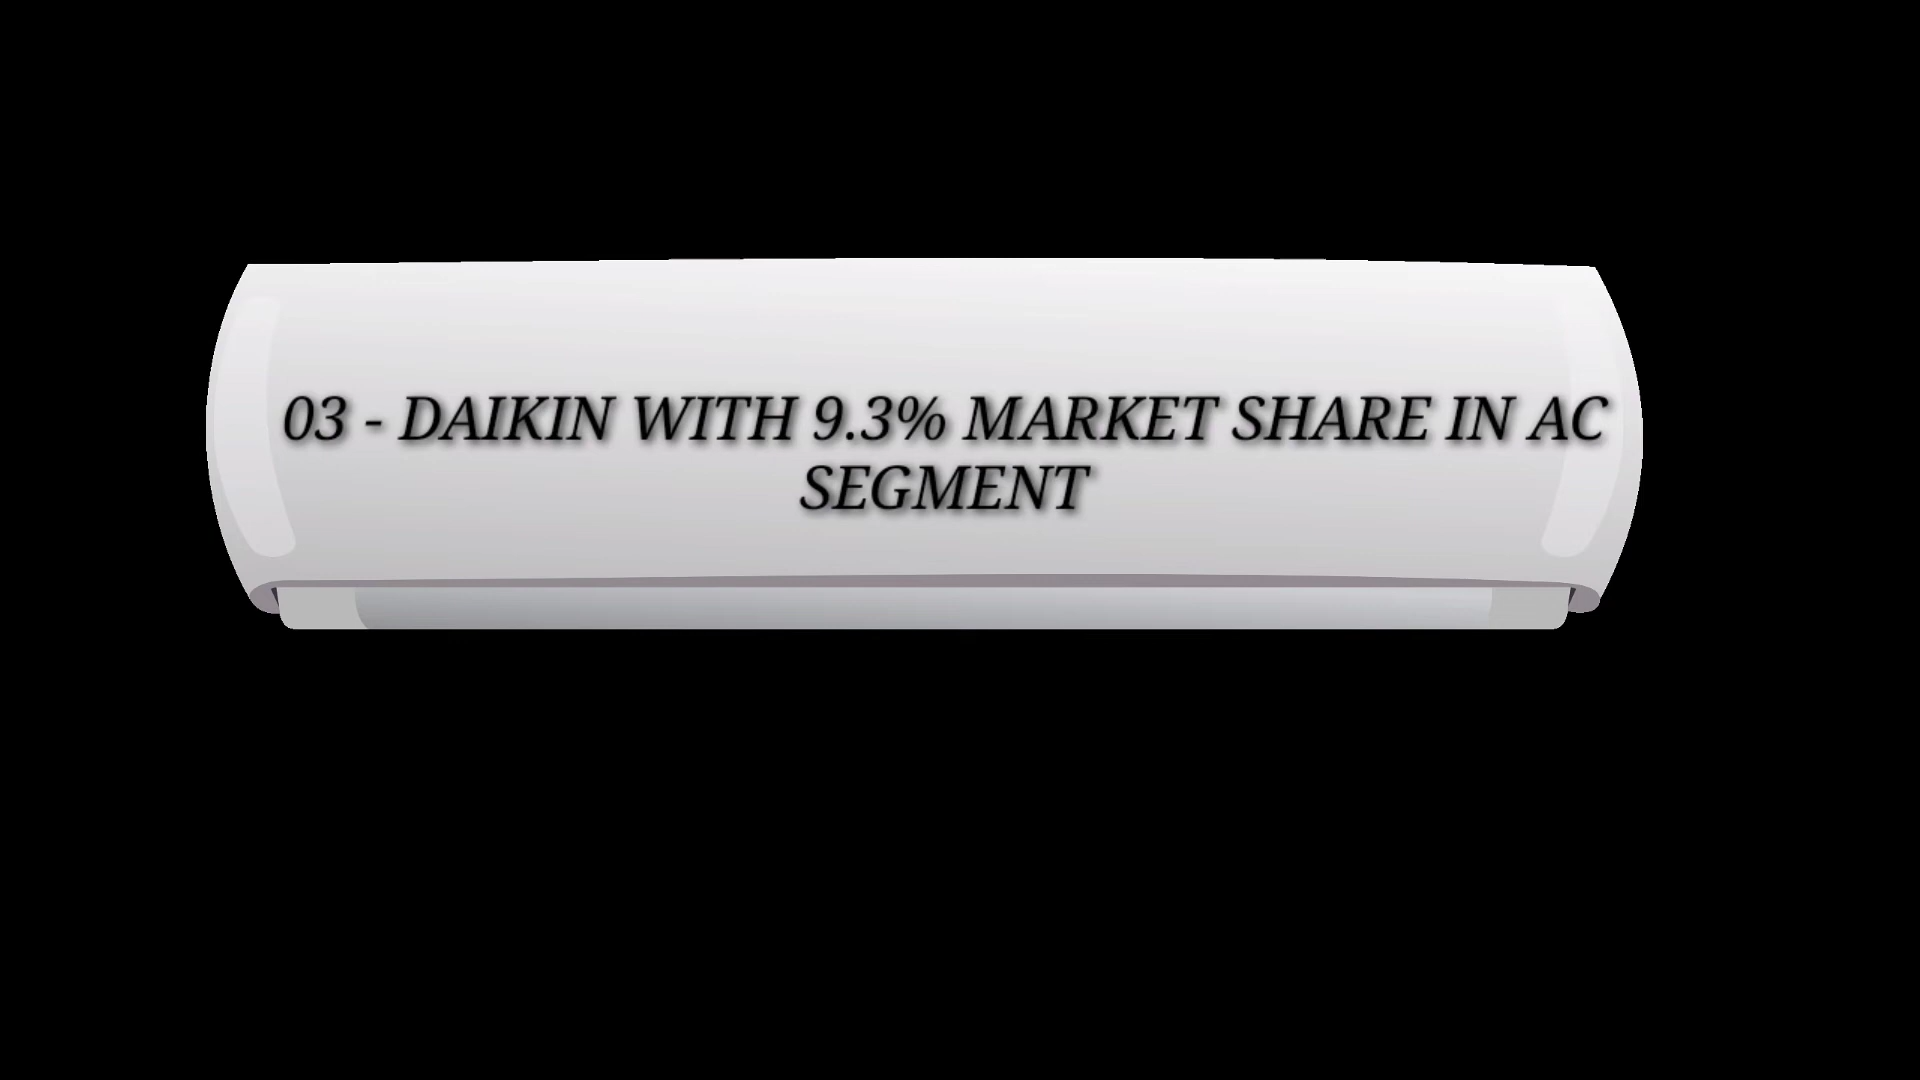 03 - DAIKIN WITH 9.3% MARKET SHARE IN AC
SEGMENT